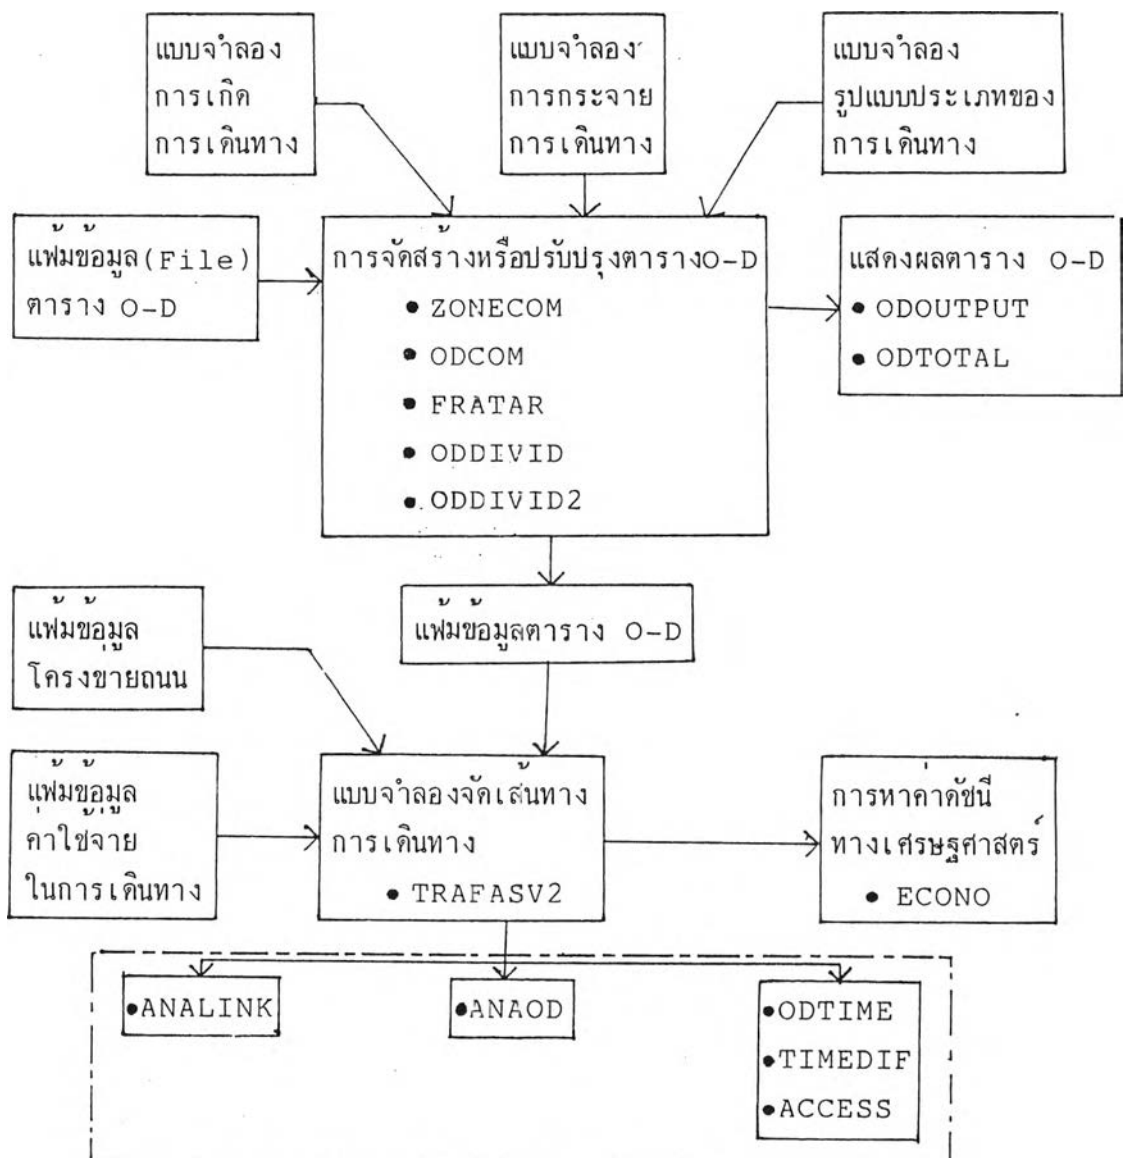 แบบจำลอง
การเกิด
การเดินทาง
แบบจำลอง
การกระจาย
การเดินทาง
แบบจำลอง
รูปแบบประเภทของ
การเดินทาง
แฟ้มข้อมูล(File)
ตาราง O-D
การจัดสร้างหรือปรับปรุงตารางO-D
• ZONECOM
• ODCOM
• FRATAR
• ODDIVID
• ODDIVID2
แสดงผลตาราง O-D
• ODOUTPUT
• ODTOTAL
แฟ้มข้อมูล
โครงข่ายถนน
แฟ้มข้อมูลตาราง O-D
แฟ้มข้อมูล
ค่าใช้จ่าย
ในการเดินทาง
แบบจำลองจัดเส้นทาง
การเดินทาง
• TRAFASV2
การหาค่าดัชนี
ทางเศรษฐศาสตร์
• ECONO
•ANALINK
•ANAOD
•ODTIME
•TIMEDIF
•ACCESS